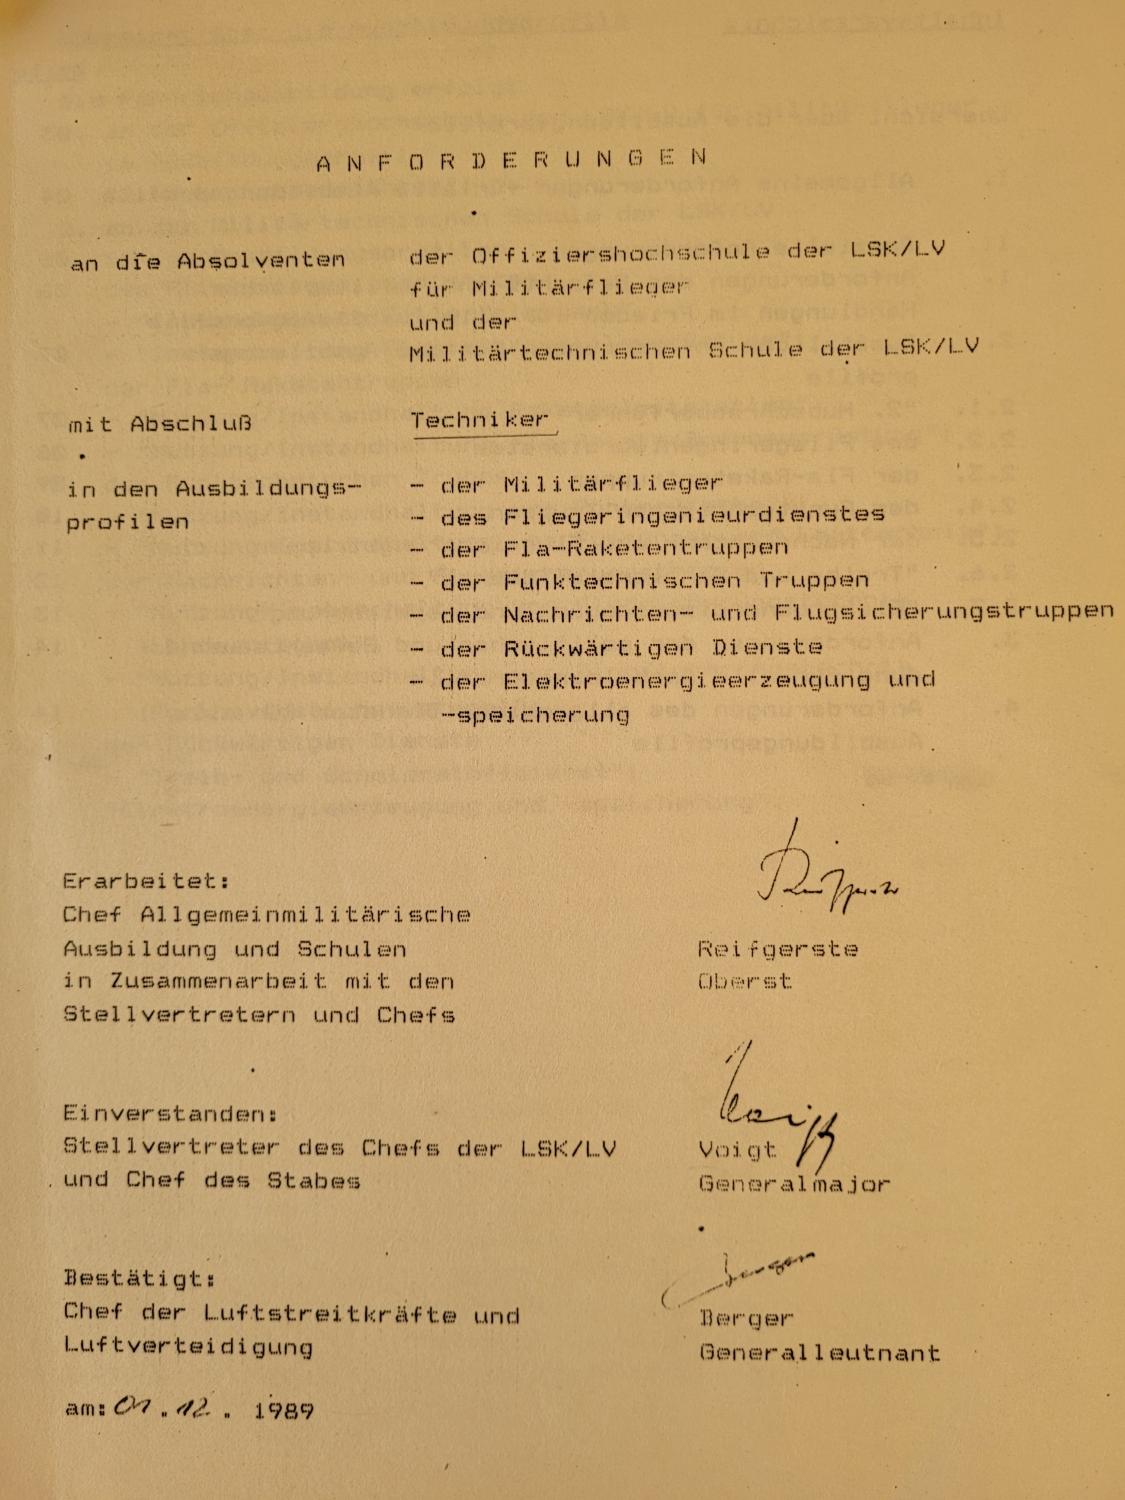 A N F O R D E R U N G E N
an die Absolventen der Offiziershochschule der LSK/LV
für Militärflieger
und der
Militärtechnischen Schule der LSK/LV
mit Abschluß Techniker
in den Ausbildungs- - der Militärflieger
profilen - des Fliegeringenieurdienstes
- der Fla-Raketentruppen
- der Funktechnischen Truppen
- der Nachrichten- und Flugsicherungstruppen
- der Rückwärtigen Dienste
- der Elektroenergieerzeugung und
-speicherung
Erarbeitet:
Chef Allgemeinmilitärische
Ausbildung und Schulen Reifgerste
in Zusammenarbeit mit den Oberst
Stellvertretern und Chefs
Einverstanden:
Stellvertreter des Chefs der LSK/LV Voigt
und Chef des Stabes Generalmajor
Bestätigt:
Chef der Luftstreitkräfte und Berger
Luftverteidigung Generalleutnant
am: 01.12. 1989